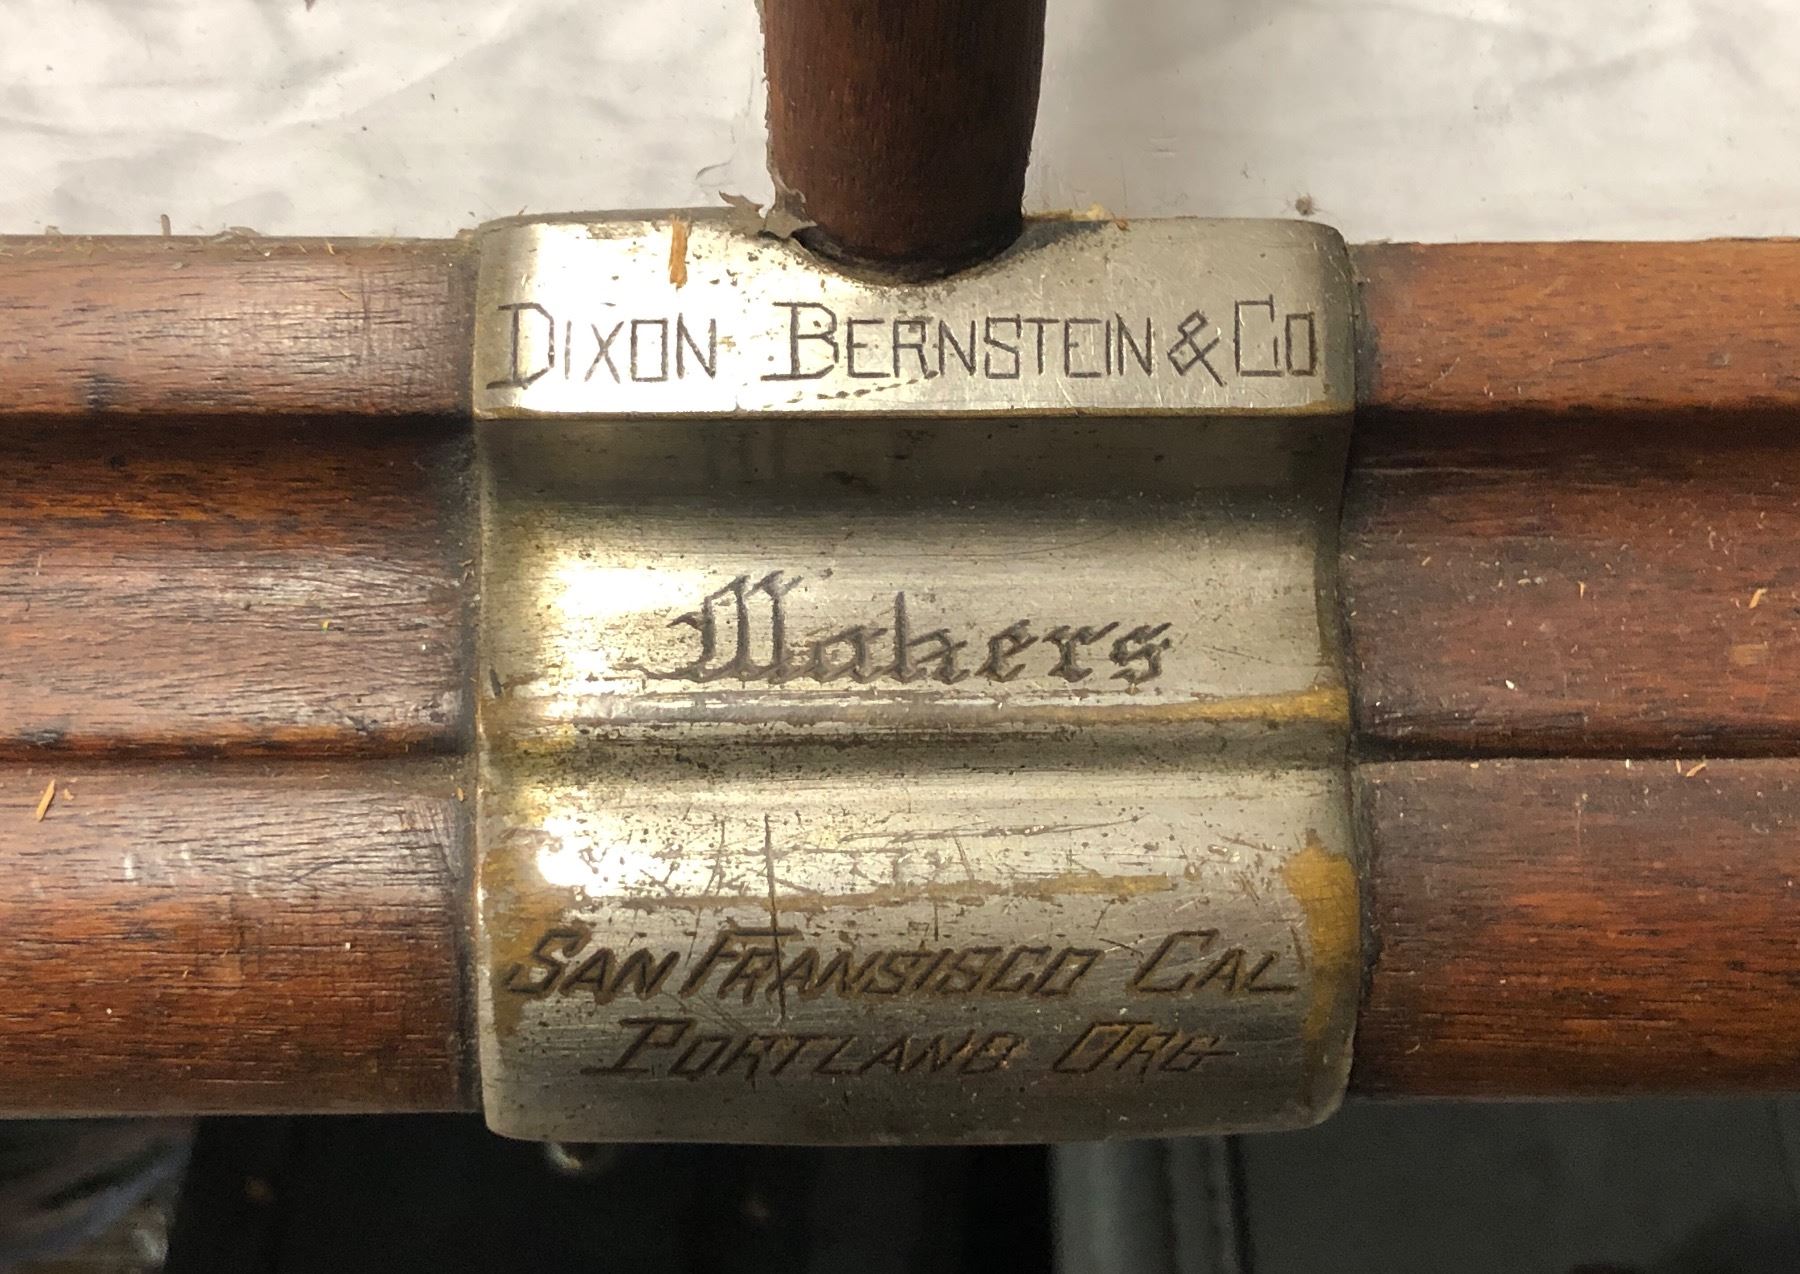 DIXON BERNSTEIN & CO
Makers
SAN FRANSISCO CAL
PORTLAND ORG